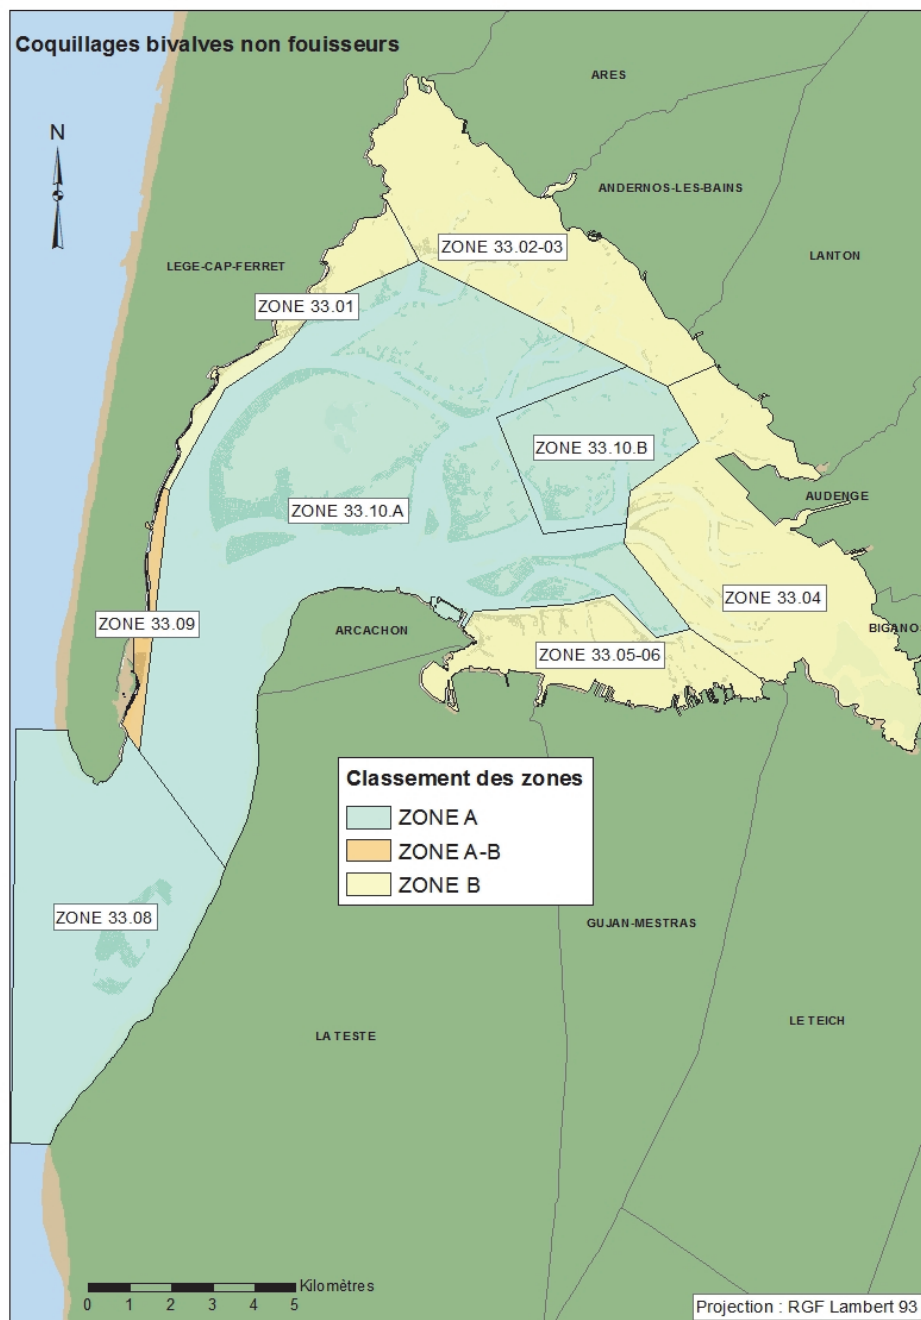 Coquillages bivalves non fouisseurs
ARES
N
ANDERNOS-LES-BAINS
ZONE 33.02-03
LANTON
LEGE-CAP-FERRET
ZONE 33.01
ZONE 33.10.B
AUDENGE
ZONE 33.10.A
ZONE 33.04
ZONE 33.09
ARCACHON
BIGANO
ZONE 33.05-06
Classement des zones
ZONE A
ZONE A-B
ZONE B
ZONE 33.08
GUJAN-MESTRAS
LE TEICH
LA TESTE
Kilomètres
0 1 2 3 4 5
Projection : RGF Lambert 93